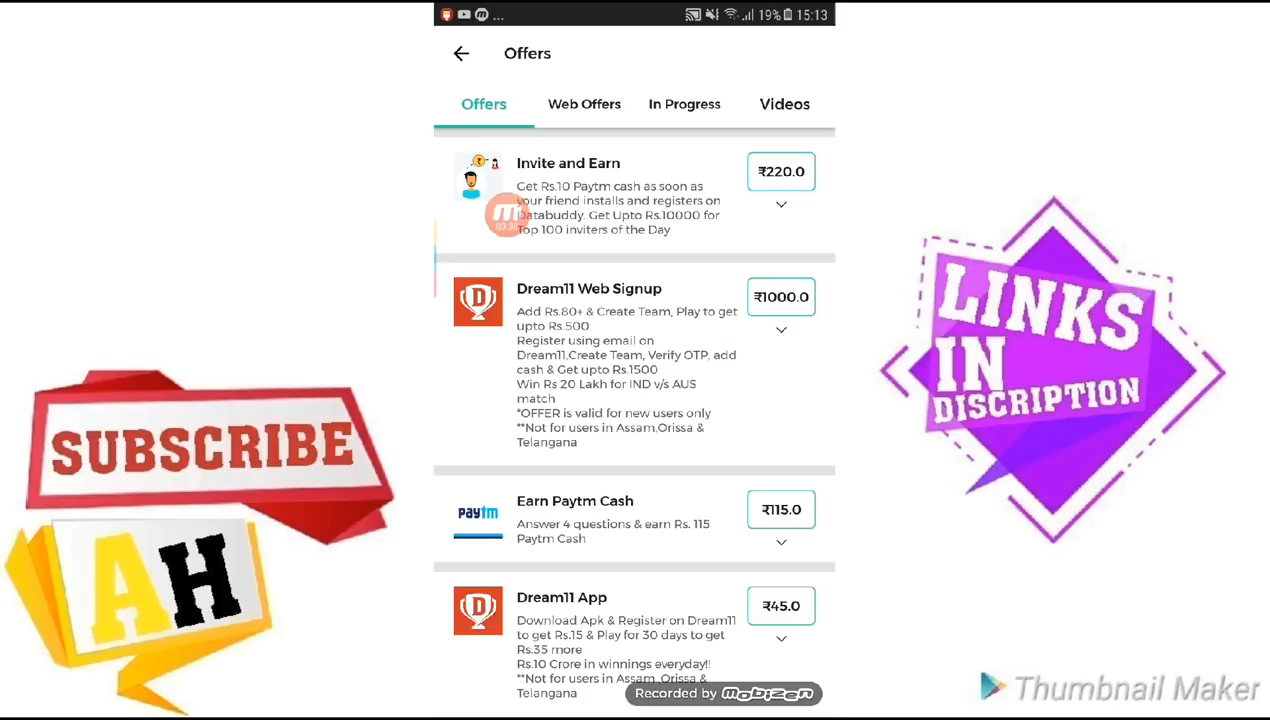 ...
19%
15:13
Offers
Offers
Web Offers
In Progress
Videos
Invite and Earn
₹220.0
Get Rs.10 Paytm cash as soon as
your friend installs and registers on
Databuddy. Get Upto Rs.10000 for
Top 100 inviters of the Day
03:38
Dream11 Web Signup
₹1000.0
Add Rs.80+ & Create Team, Play to get
upto Rs.500
Register using email on
Dream11,Create Team, Verify OTP, add
cash & Get upto Rs.1500
Win Rs 20 Lakh for IND v/s AUS
match
*OFFER is valid for new users only
**Not for users in Assam,Orissa &
Telangana
Earn Paytm Cash
₹115.0
paytm
Answer 4 questions & earn Rs. 115
Paytm Cash
Dream11 App
₹45.0
Download Apk & Register on Dream11
to get Rs.15 & Play for 30 days to get
Rs.35 more
Rs.10 Crore in winnings everyday!!
**Not for users in Assam,Orissa &
Telangana
Recorded by mobizen
SUBSCRIBE
AH
LINKS
IN
DISCRIPTION
Thumbnail Maker